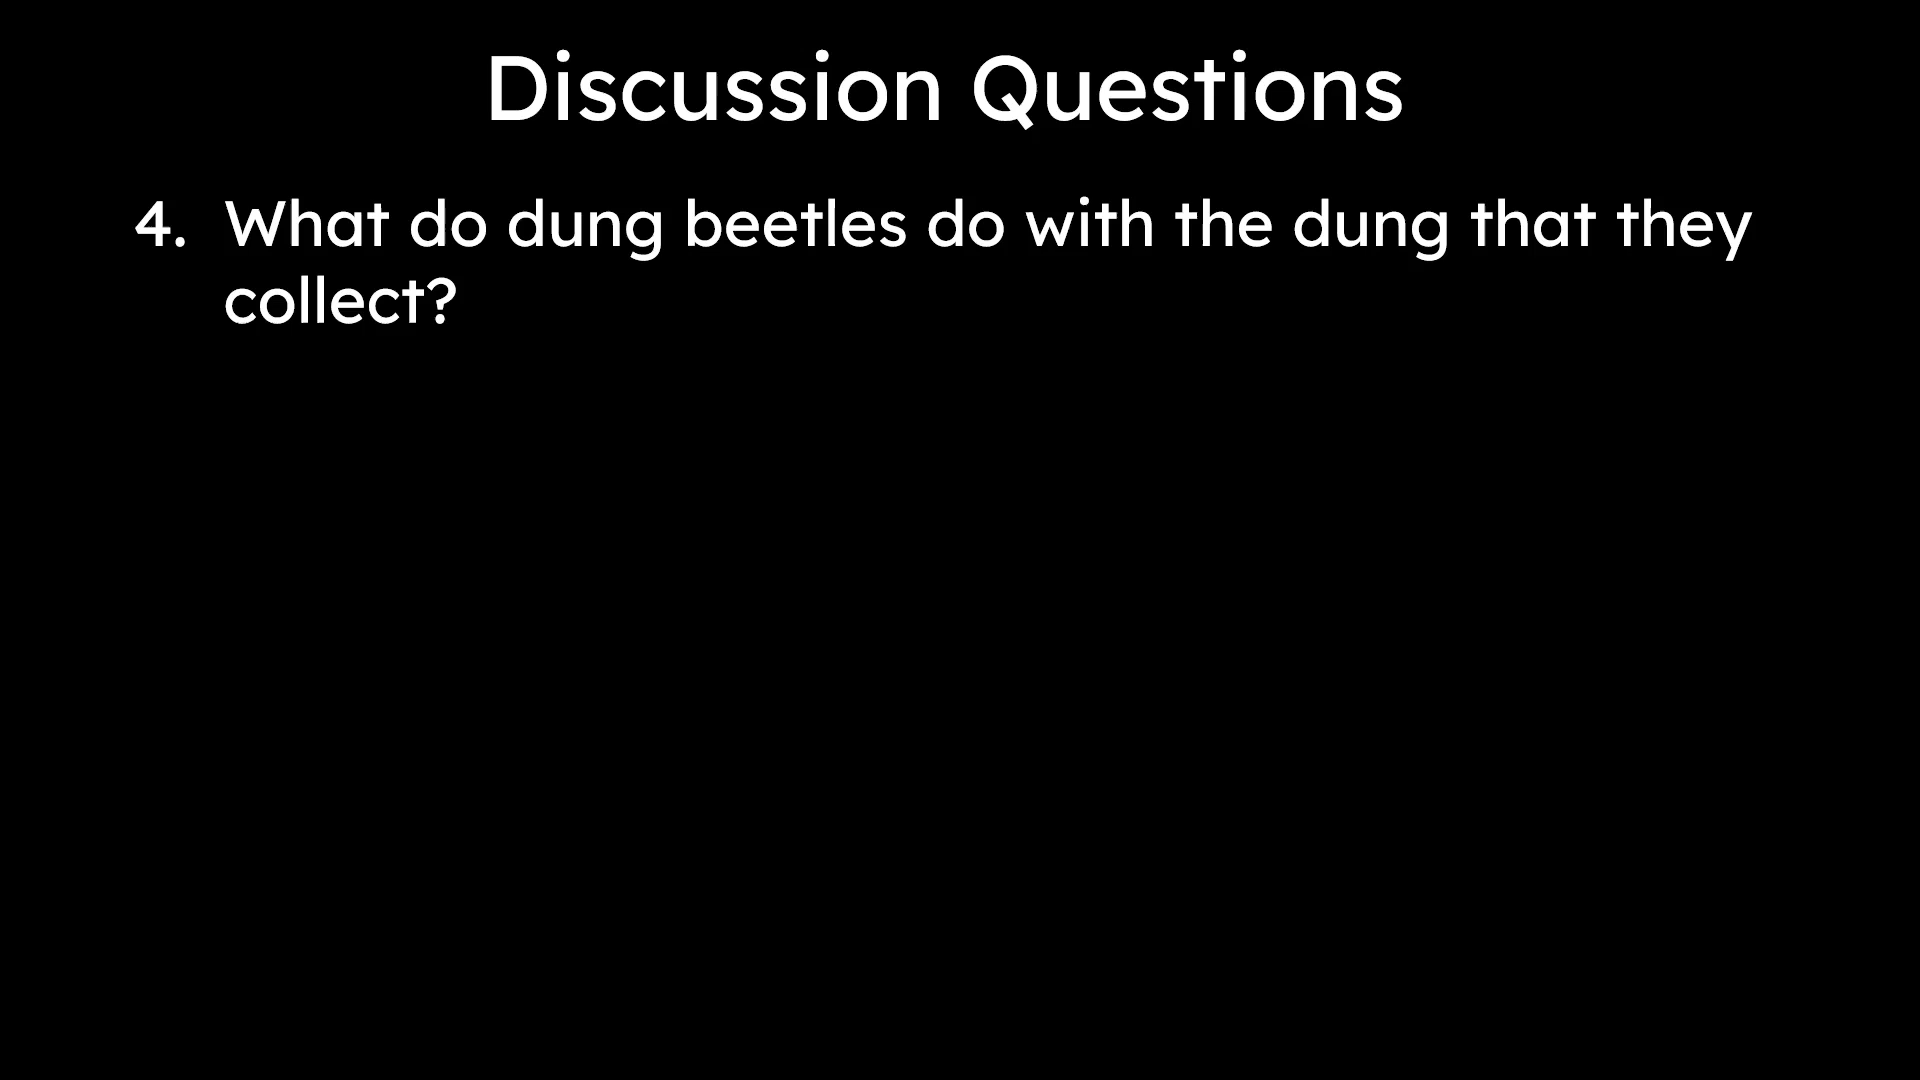 Discussion Questions
4. What do dung beetles do with the dung that they
collect?